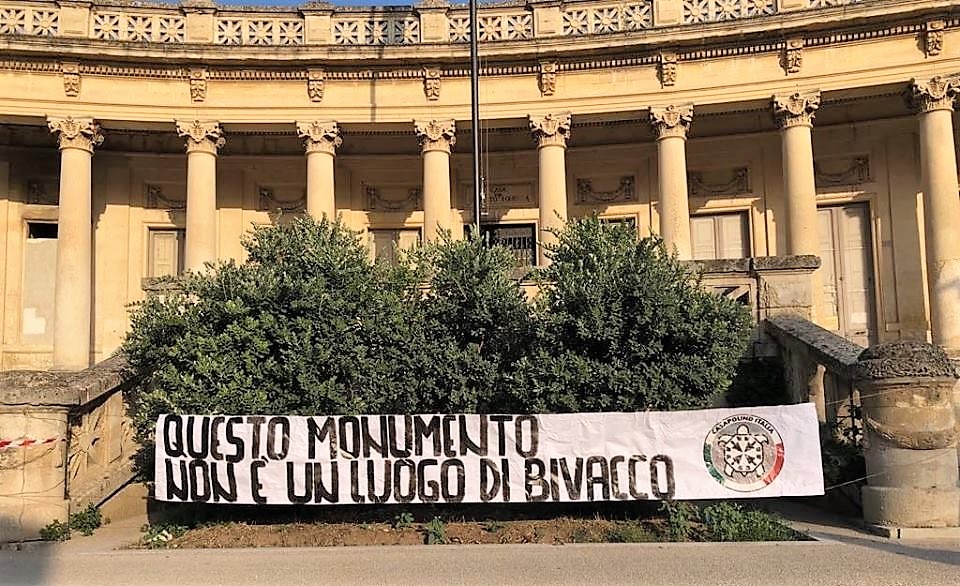 QUESTO MONUMENTO
NON È UN LUOGO DI BIVACCO
CASAPOUND ITALIA